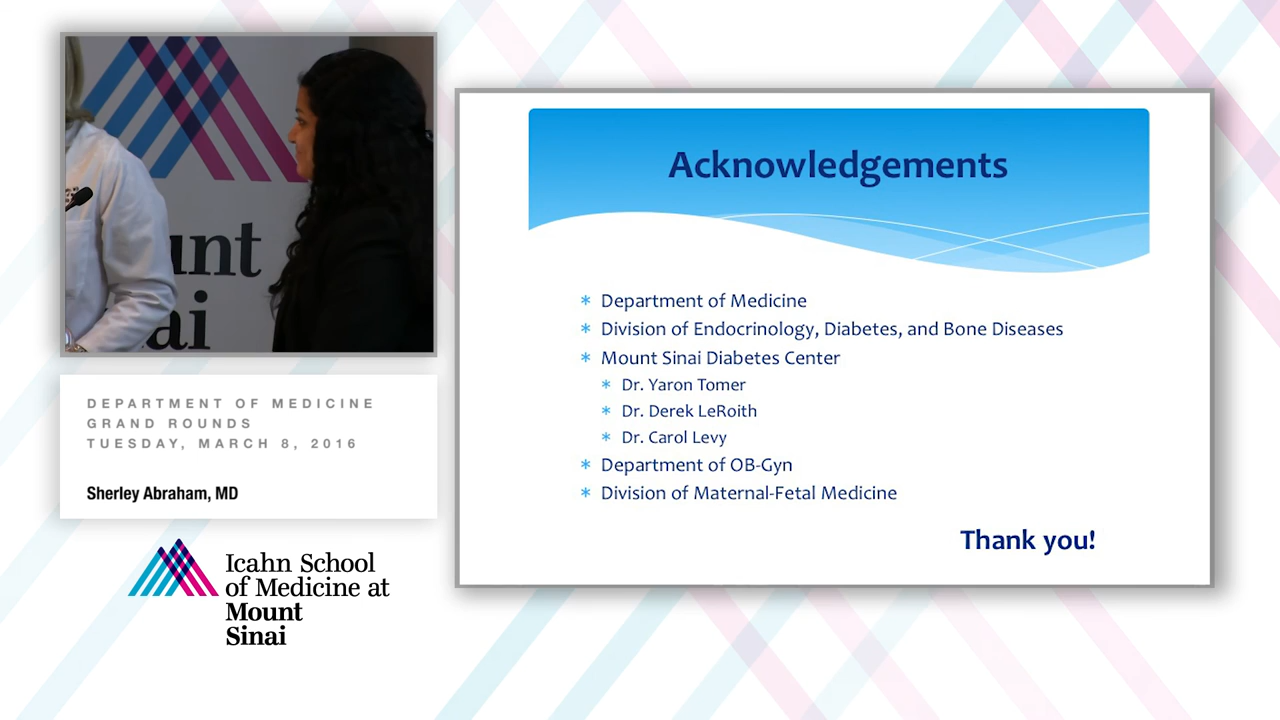 unt
ai
DEPARTMENT OF MEDICINE
GRAND ROUNDS
TUESDAY, MARCH 8, 2016
Sherley Abraham, MD
Icahn School
of Medicine at
Mount
Sinai
Acknowledgements
* Department of Medicine
* Division of Endocrinology, Diabetes, and Bone Diseases
* Mount Sinai Diabetes Center
* Dr. Yaron Tomer
* Dr. Derek LeRoith
* Dr. Carol Levy
* Department of OB-Gyn
* Division of Maternal-Fetal Medicine
Thank you!